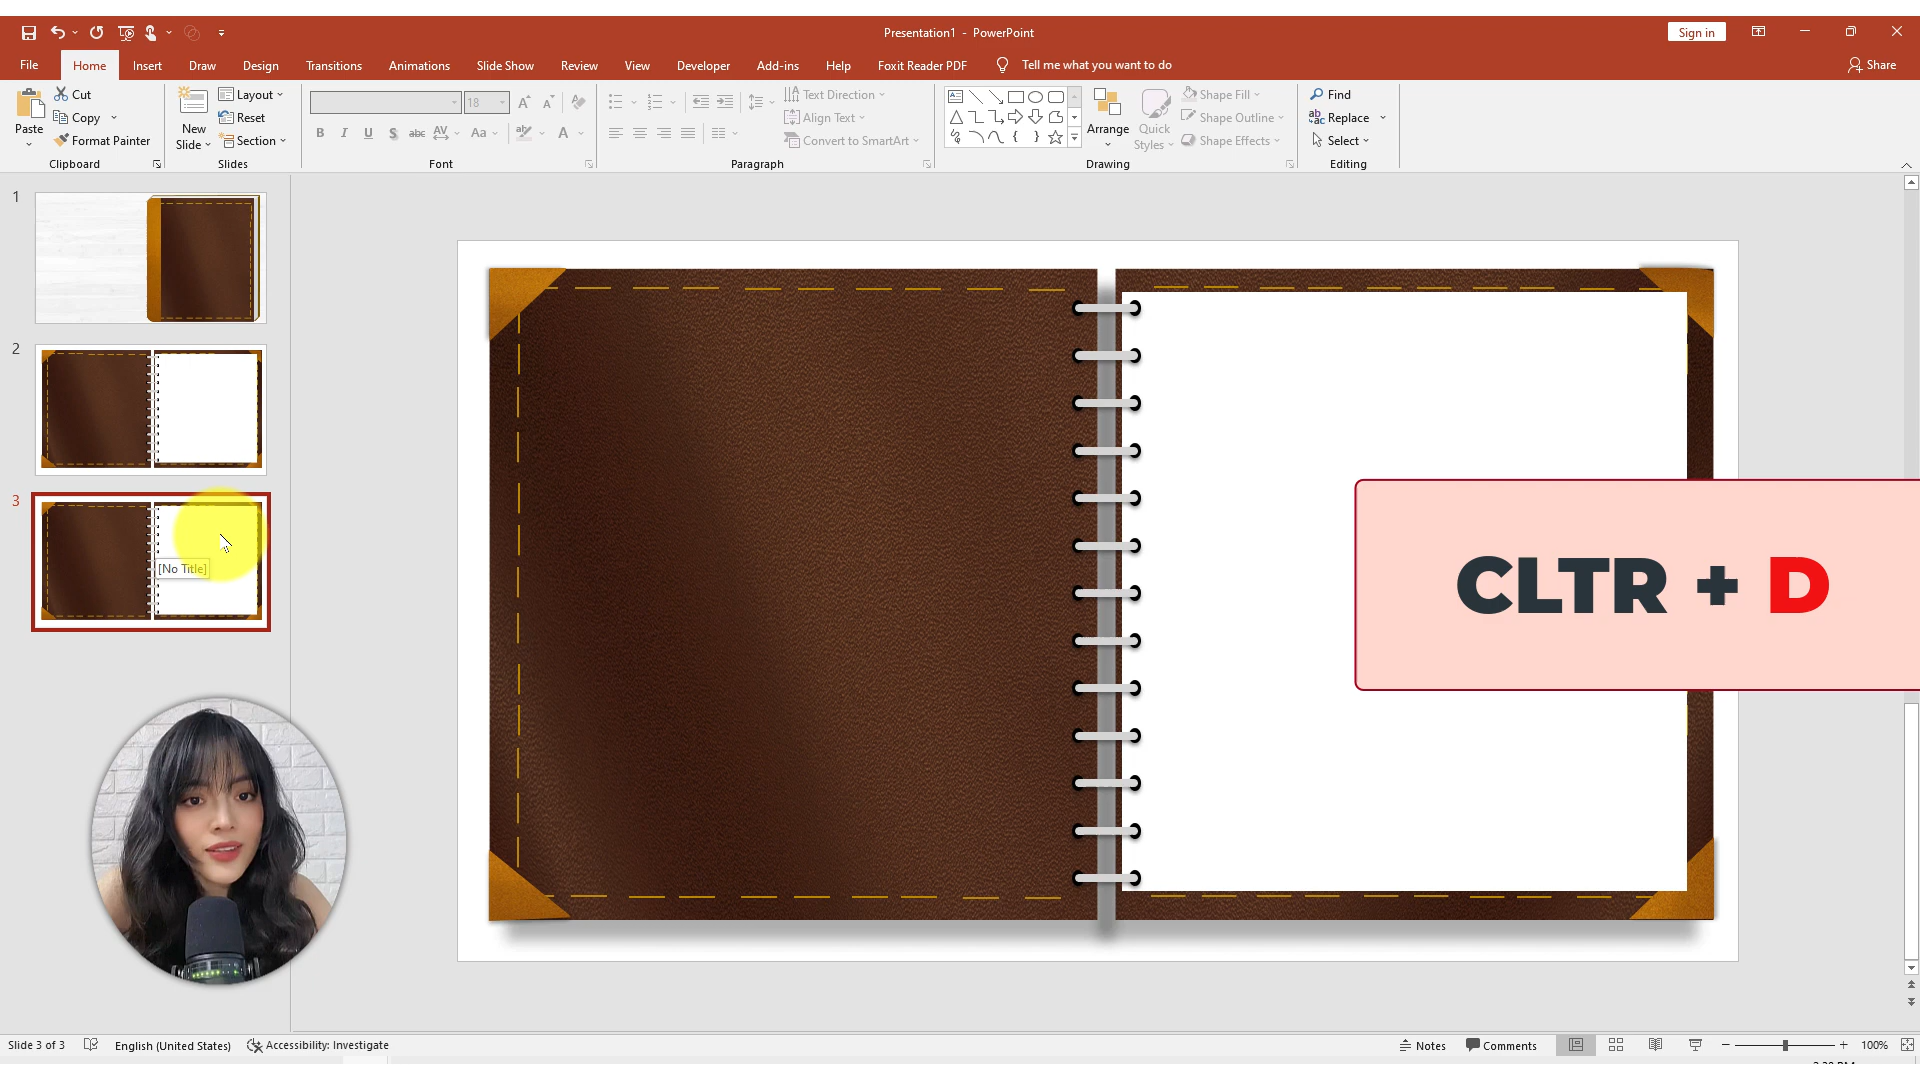 Presentation1 - PowerPoint
Sign in
File Home Insert Draw Design Transitions Animations Slide Show Review View Developer Add-ins Help Foxit Reader PDF Tell me what you want to do Share
Paste
Cut
Copy
Format Painter
Clipboard
New
Slide
Layout
Reset
Section
Slides
18
Font
Text Direction
Align Text
Convert to SmartArt
Paragraph
Arrange
Quick
Styles
Shape Fill
Shape Outline
Shape Effects
Drawing
Find
Replace
Select
Editing
1
2
3
[No Title]
CLTR + D
Slide 3 of 3 English (United States) Accessibility: Investigate Notes Comments 100%